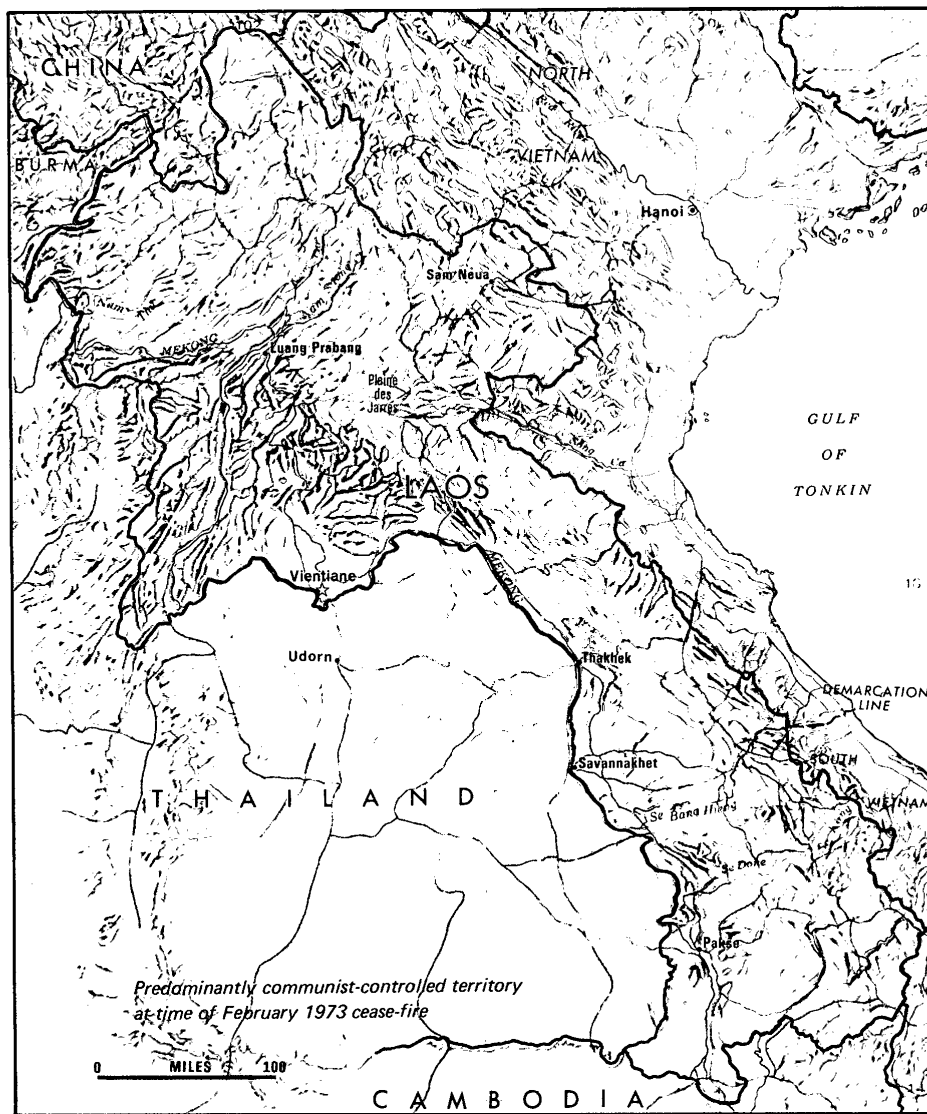 CHINA
NORTH
VIETNAM
BURMA
Hanoi
Sam Neua
Nam Tha
MEKONG
Luang Prabang
Plaine
des
Jarres
GULF
OF
TONKIN
LAOS
Vientiane
MEKONG
Udorn
Thakhek
DEMARCATION
LINE
Savannakhet
SOUTH
VIETNAM
THAILAND
Se Bang Hieng
Se Done
Pakse
Predominantly communist-controlled territory
at time of February 1973 cease-fire
0 MILES 100
CAMBODIA